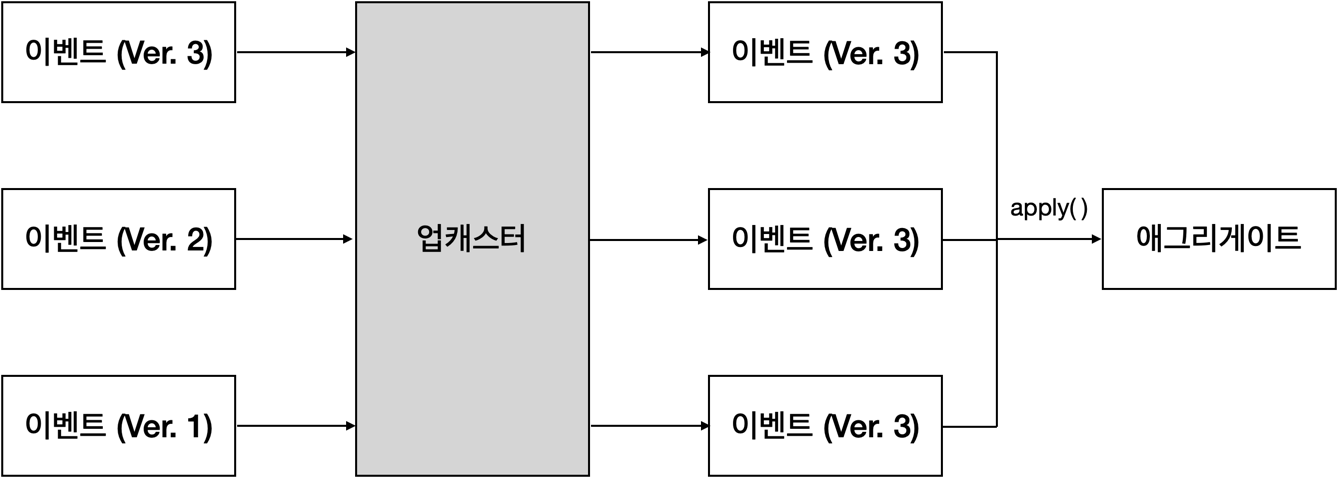 이벤트 (Ver. 3)
이벤트 (Ver. 3)
이벤트 (Ver. 2)
업캐스터
이벤트 (Ver. 3)
apply( )
애그리게이트
이벤트 (Ver. 1)
이벤트 (Ver. 3)